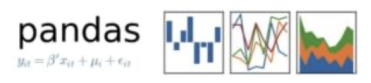 pandas
y_{it} = β′x_{it} + μ_i + ε_{it}